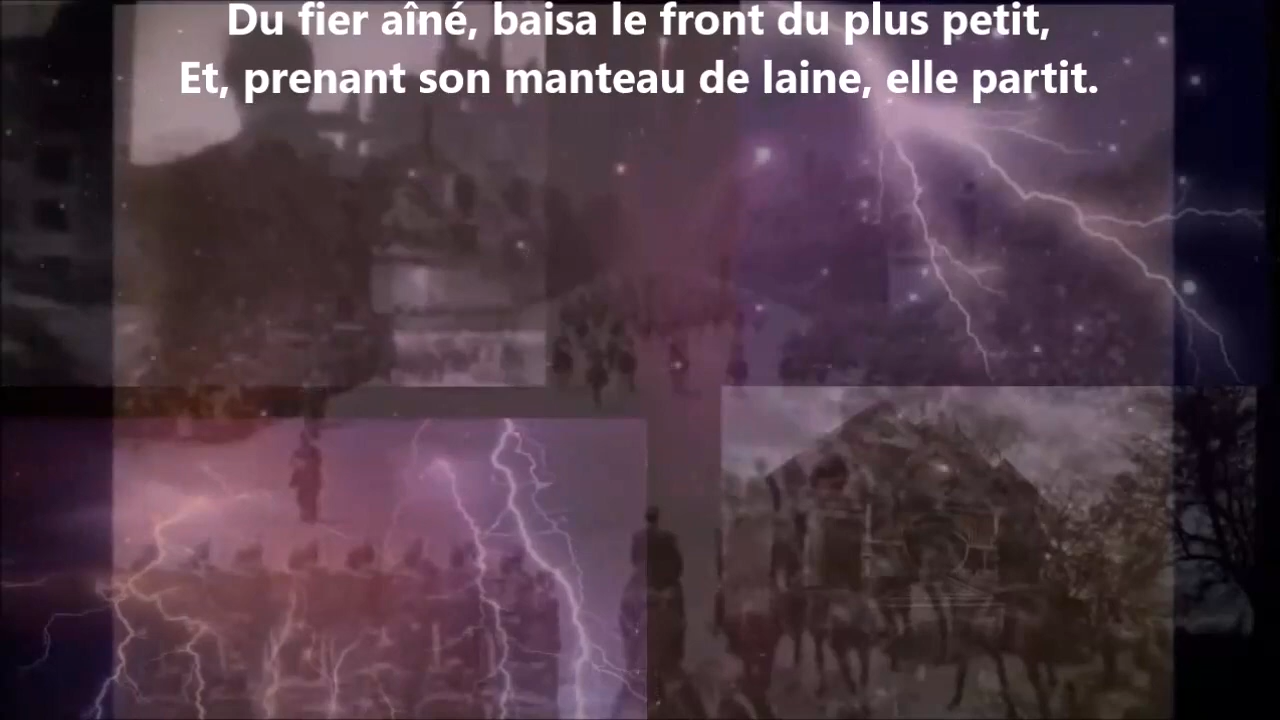 Du fier aîné, baisa le front du plus petit,
Et, prenant son manteau de laine, elle partit.